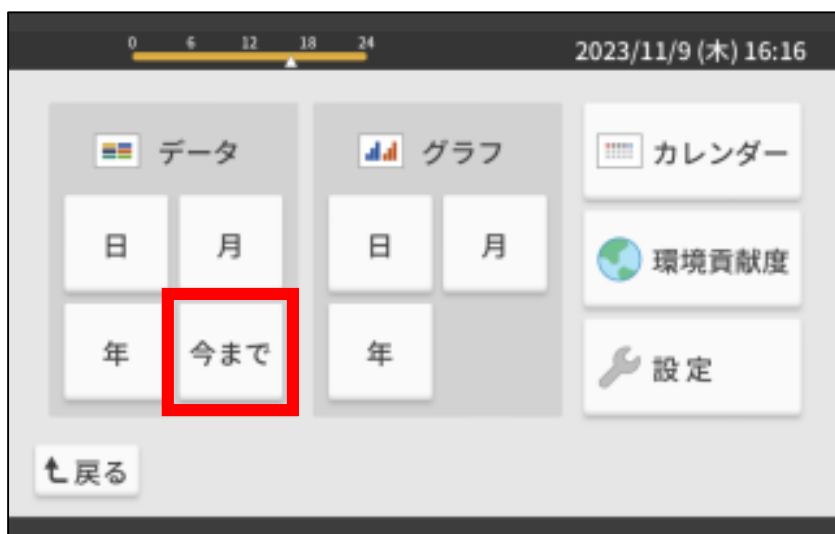 0 6 12 18 24
2023/11/9 (木) 16:16
データ
日 月
年 今まで
グラフ
日 月
年
カレンダー
環境貢献度
設定
戻る